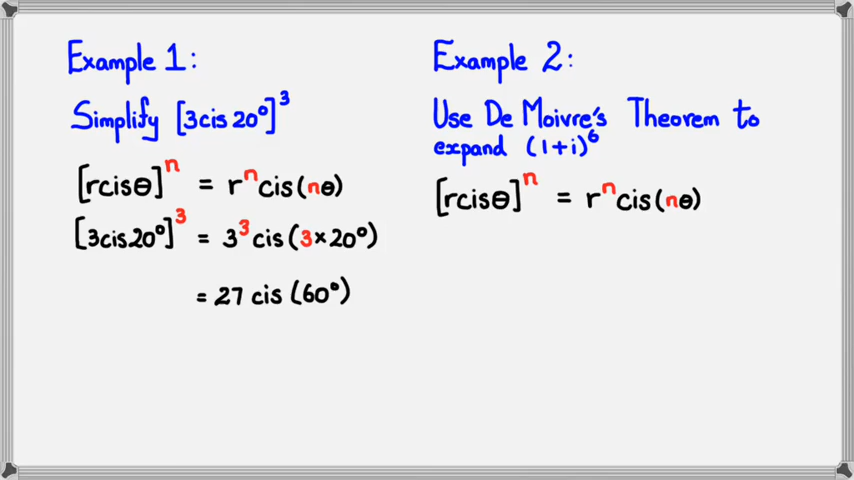 Example 1:
Simplify [3cis 20°]³
[rcisθ]ⁿ = rⁿcis(nθ)
[3cis20°]³ = 3³cis(3×20°)
= 27 cis (60°)
Example 2:
Use De Moivre's Theorem to
expand (1+i)⁶
[rcisθ]ⁿ = rⁿcis(nθ)